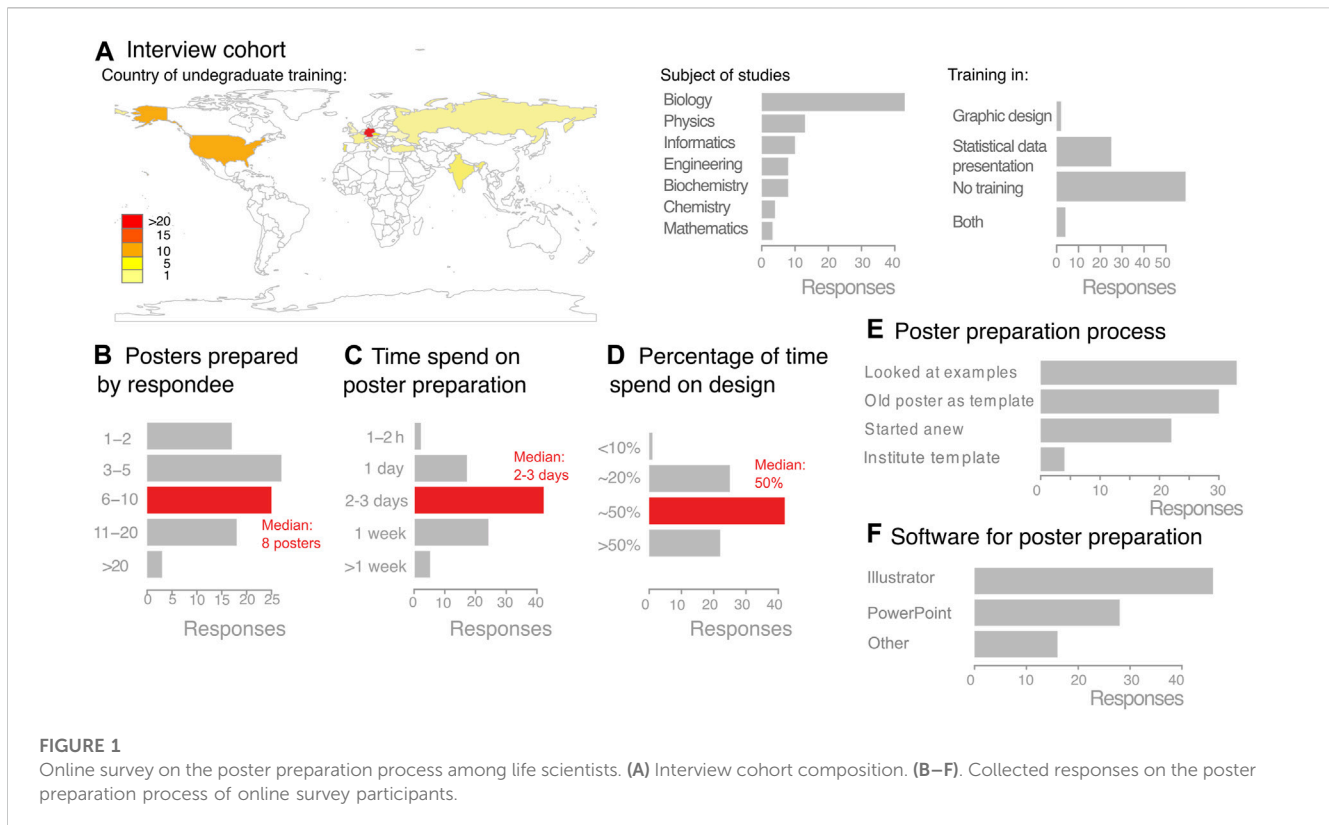 A Interview cohort
Country of undegraduate training:
>20
15
10
5
1
Subject of studies
Biology
Physics
Informatics
Engineering
Biochemistry
Chemistry
Mathematics
0 10 20 30 40
Responses
Training in:
Graphic design
Statistical data
presentation
No training
Both
0 10 20 30 40 50
Responses
B Posters prepared
by respondee
1–2
3–5
6–10
11–20
>20
Median:
8 posters
0 5 10 15 20 25
Responses
C Time spend on
poster preparation
1–2 h
1 day
2-3 days
1 week
>1 week
Median:
2-3 days
0 10 20 30 40
Responses
D Percentage of time
spend on design
<10%
~20%
~50%
>50%
Median:
50%
0 10 20 30 40
Responses
E Poster preparation process
Looked at examples
Old poster as template
Started anew
Institute template
0 10 20 30
Responses
F Software for poster preparation
Illustrator
PowerPoint
Other
0 10 20 30 40
Responses
FIGURE 1
Online survey on the poster preparation process among life scientists. (A) Interview cohort composition. (B–F). Collected responses on the poster
preparation process of online survey participants.